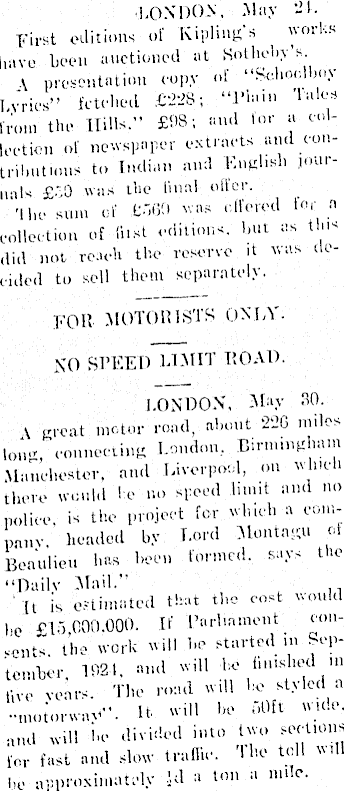 LONDON, May 24.
First editions of Kipling's works
have been auctioned at Sotheby's.
A presentation copy of "Schoolboy
Lyrics" fetched £228; "Plain Tales
from the Hills," £98; and for a col-
lection of newspaper extracts and con-
tributions to Indian and English jour-
nals £50 was the final offer.
The sum of £560 was offered for a
collection of first editions, but as this
did not reach the reserve it was de-
cided to sell them separately.
FOR MOTORISTS ONLY.
NO SPEED LIMIT ROAD.
LONDON, May 30.
A great motor road, about 226 miles
long, connecting London, Birmingham
Manchester, and Liverpool, on which
there would be no speed limit and no
police, is the project for which a com-
pany, headed by Lord Montagu of
Beaulieu has been formed, says the
"Daily Mail."
It is estimated that the cost would
be £15,000,000. If Parliament con-
sents, the work will be started in Sep-
tember, 1924, and will be finished in
five years. The road will be styled a
"motorway". It will be 50ft wide,
and will be divided into two sections
for fast and slow traffic. The toll will
be approximately a ton a mile.